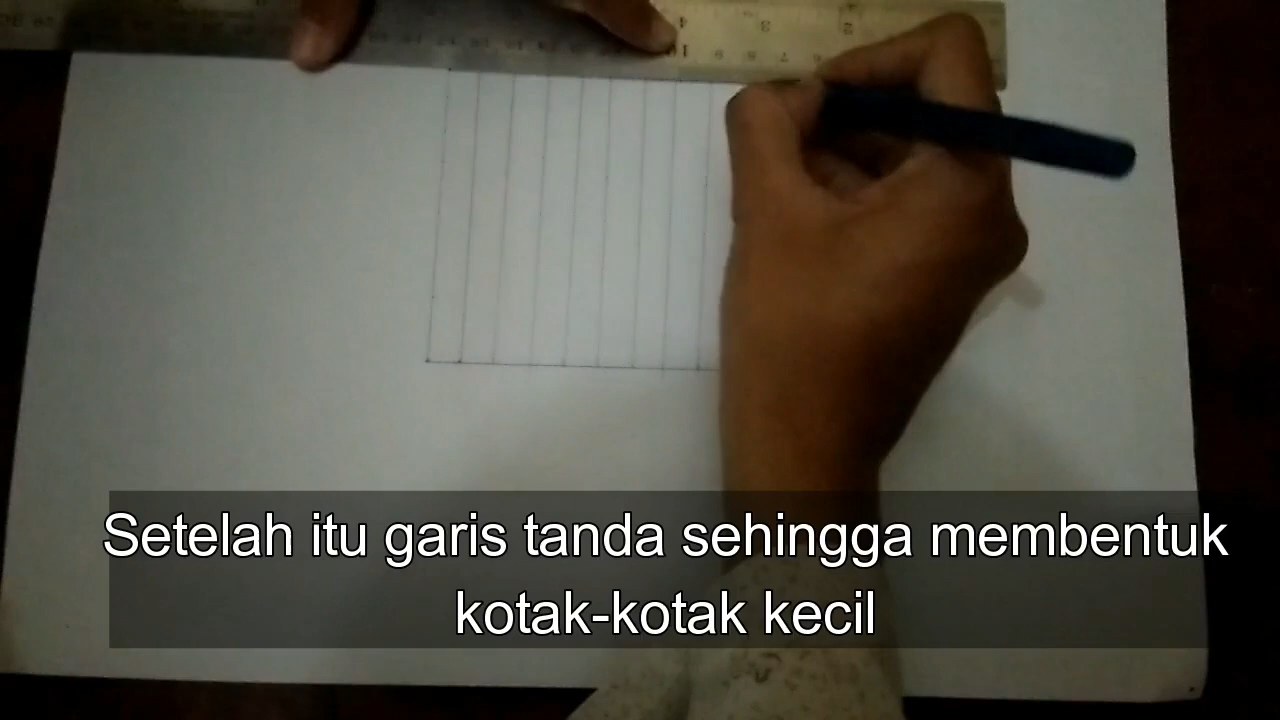 Setelah itu garis tanda sehingga membentuk
kotak-kotak kecil